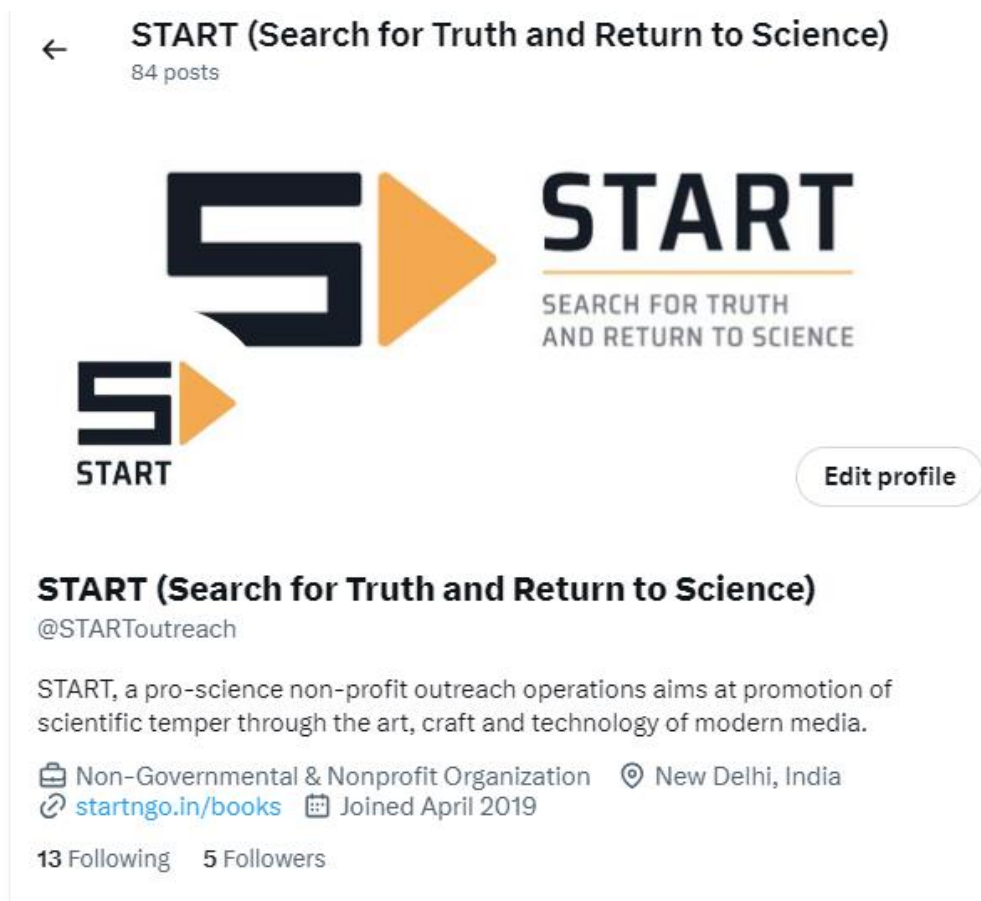 START (Search for Truth and Return to Science)
84 posts
START
SEARCH FOR TRUTH
AND RETURN TO SCIENCE
START
Edit profile
START (Search for Truth and Return to Science)
@STARToutreach
START, a pro-science non-profit outreach operations aims at promotion of
scientific temper through the art, craft and technology of modern media.
Non-Governmental & Nonprofit Organization New Delhi, India
startngo.in/books Joined April 2019
13 Following 5 Followers